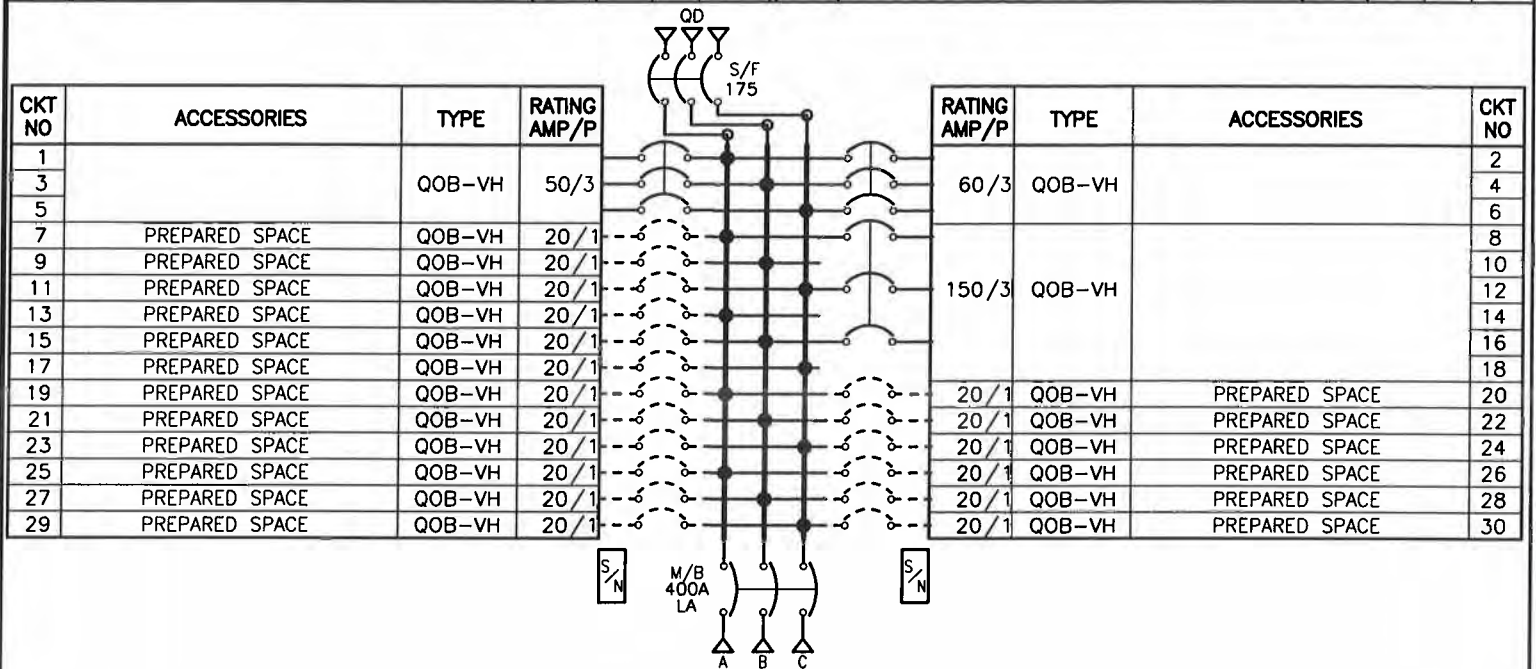 QD
S/F
175
CKT NO ACCESSORIES TYPE RATING AMP/P RATING AMP/P TYPE ACCESSORIES CKT NO
1 2
3 QOB-VH 50/3 60/3 QOB-VH 4
5 6
7 PREPARED SPACE QOB-VH 20/1 8
9 PREPARED SPACE QOB-VH 20/1 10
11 PREPARED SPACE QOB-VH 20/1 150/3 QOB-VH 12
13 PREPARED SPACE QOB-VH 20/1 14
15 PREPARED SPACE QOB-VH 20/1 16
17 PREPARED SPACE QOB-VH 20/1 18
19 PREPARED SPACE QOB-VH 20/1 20/1 QOB-VH PREPARED SPACE 20
21 PREPARED SPACE QOB-VH 20/1 20/1 QOB-VH PREPARED SPACE 22
23 PREPARED SPACE QOB-VH 20/1 20/1 QOB-VH PREPARED SPACE 24
25 PREPARED SPACE QOB-VH 20/1 20/1 QOB-VH PREPARED SPACE 26
27 PREPARED SPACE QOB-VH 20/1 20/1 QOB-VH PREPARED SPACE 28
29 PREPARED SPACE QOB-VH 20/1 20/1 QOB-VH PREPARED SPACE 30
S/N M/B S/N
400A
LA
A B C